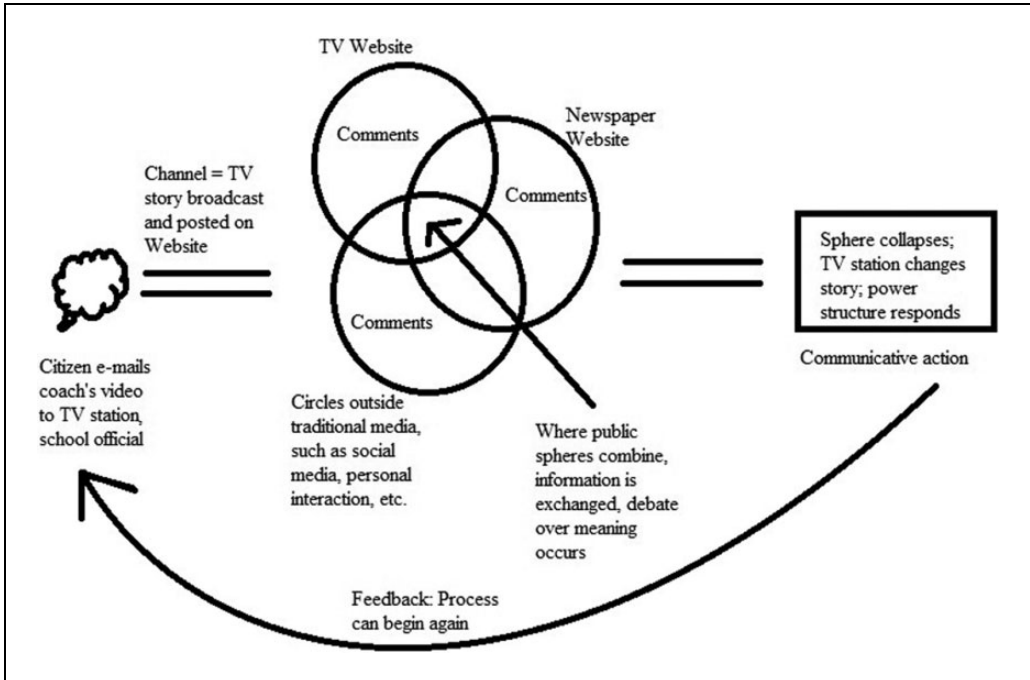 TV Website
Comments
Newspaper
Website
Comments
Channel = TV
story broadcast
and posted on
Website
Sphere collapses;
TV station changes
story; power
structure responds
Comments
Communicative action
Citizen e-mails
coach's video
to TV station,
school official
Circles outside
traditional media,
such as social
media, personal
interaction, etc.
Where public
spheres combine,
information is
exchanged, debate
over meaning
occurs
Feedback: Process
can begin again